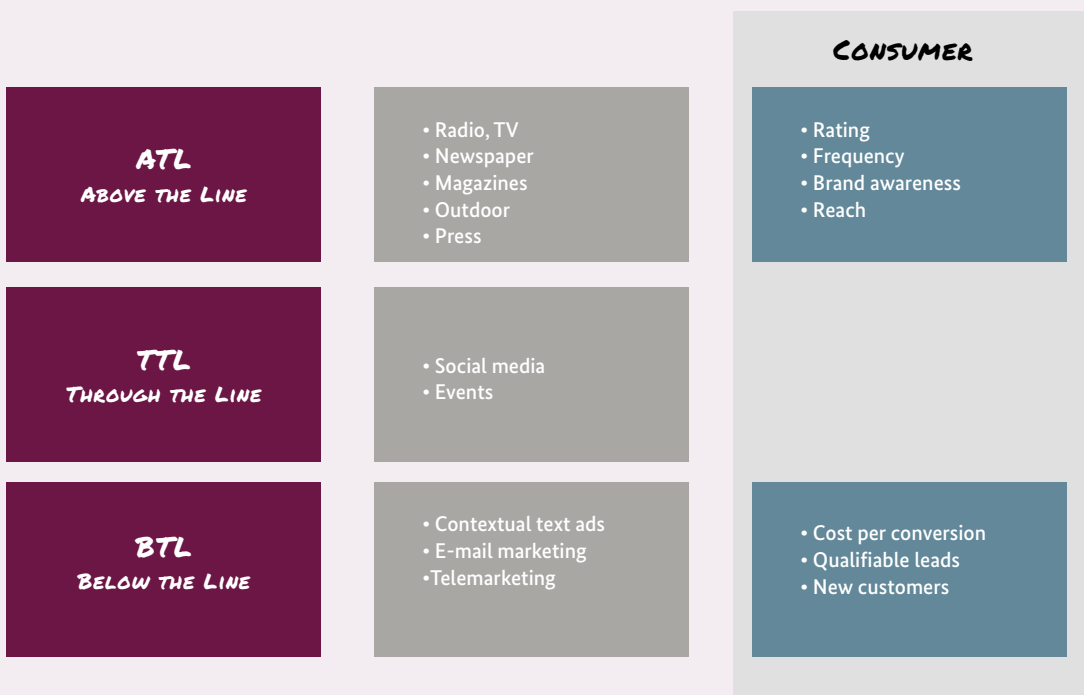 CONSUMER
ATL
ABOVE THE LINE
• Radio, TV
• Newspaper
• Magazines
• Outdoor
• Press
• Rating
• Frequency
• Brand awareness
• Reach
TTL
THROUGH THE LINE
• Social media
• Events
BTL
BELOW THE LINE
• Contextual text ads
• E-mail marketing
•Telemarketing
• Cost per conversion
• Qualifiable leads
• New customers